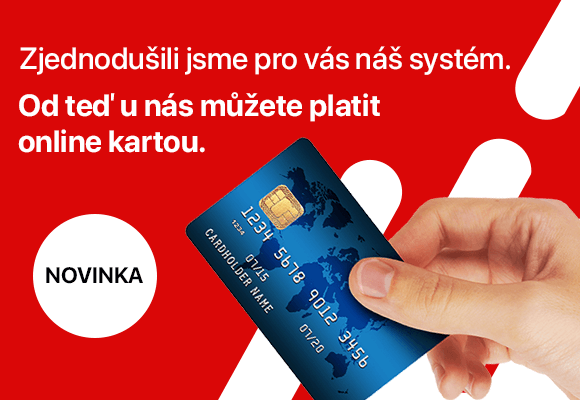 Zjednodušili jsme pro vás náš systém.
Od teď u nás můžete platit
online kartou.
NOVINKA
1234 5678 9012 3456
1234
07/15
07/20
CARDHOLDER NAME